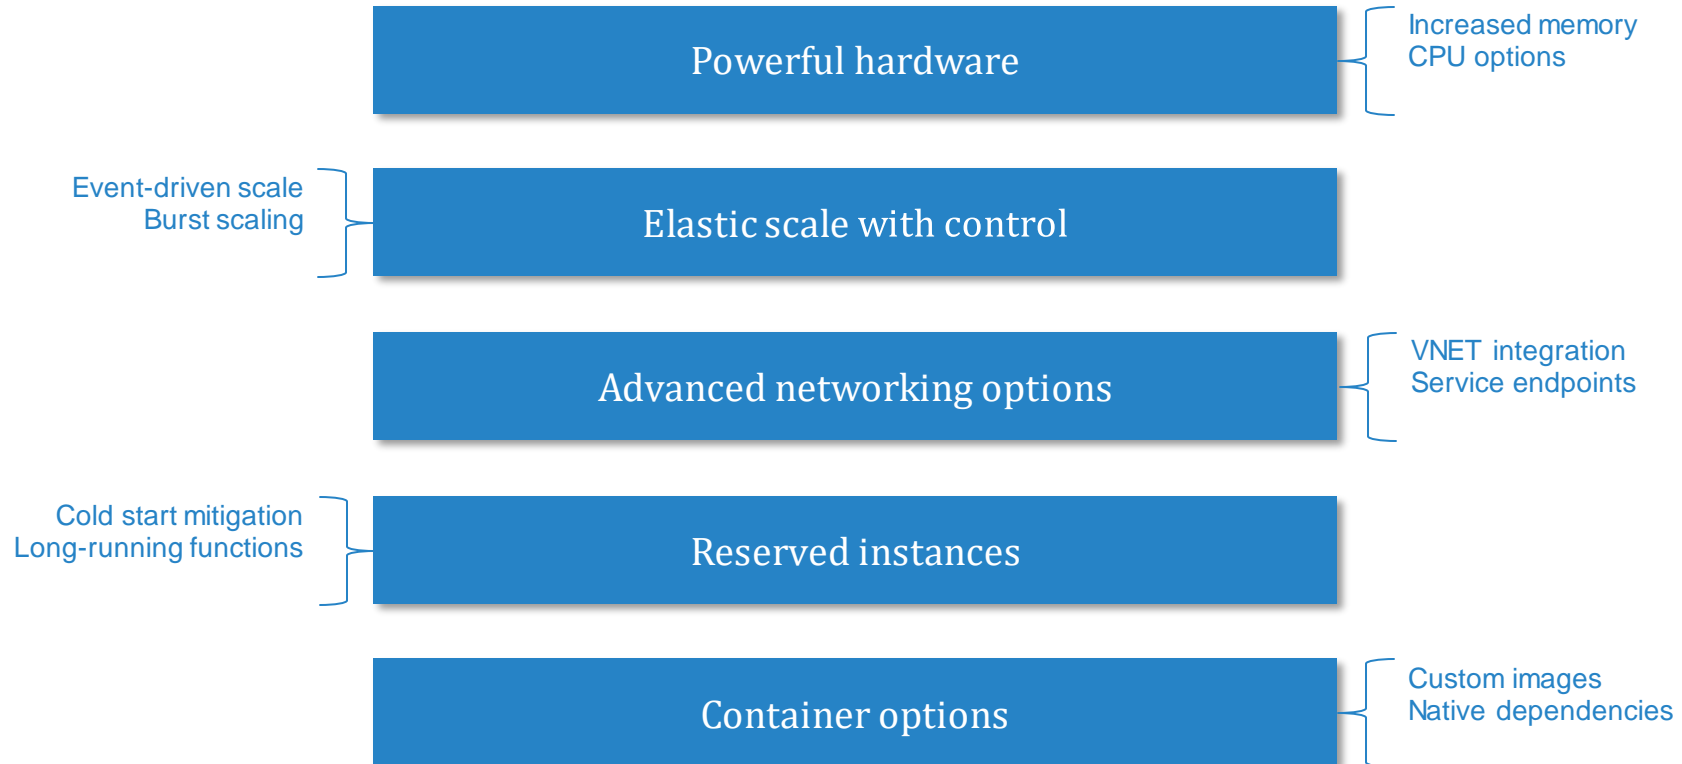 Powerful hardware
Increased memory
CPU options
Event-driven scale
Burst scaling
Elastic scale with control
Advanced networking options
VNET integration
Service endpoints
Cold start mitigation
Long-running functions
Reserved instances
Container options
Custom images
Native dependencies